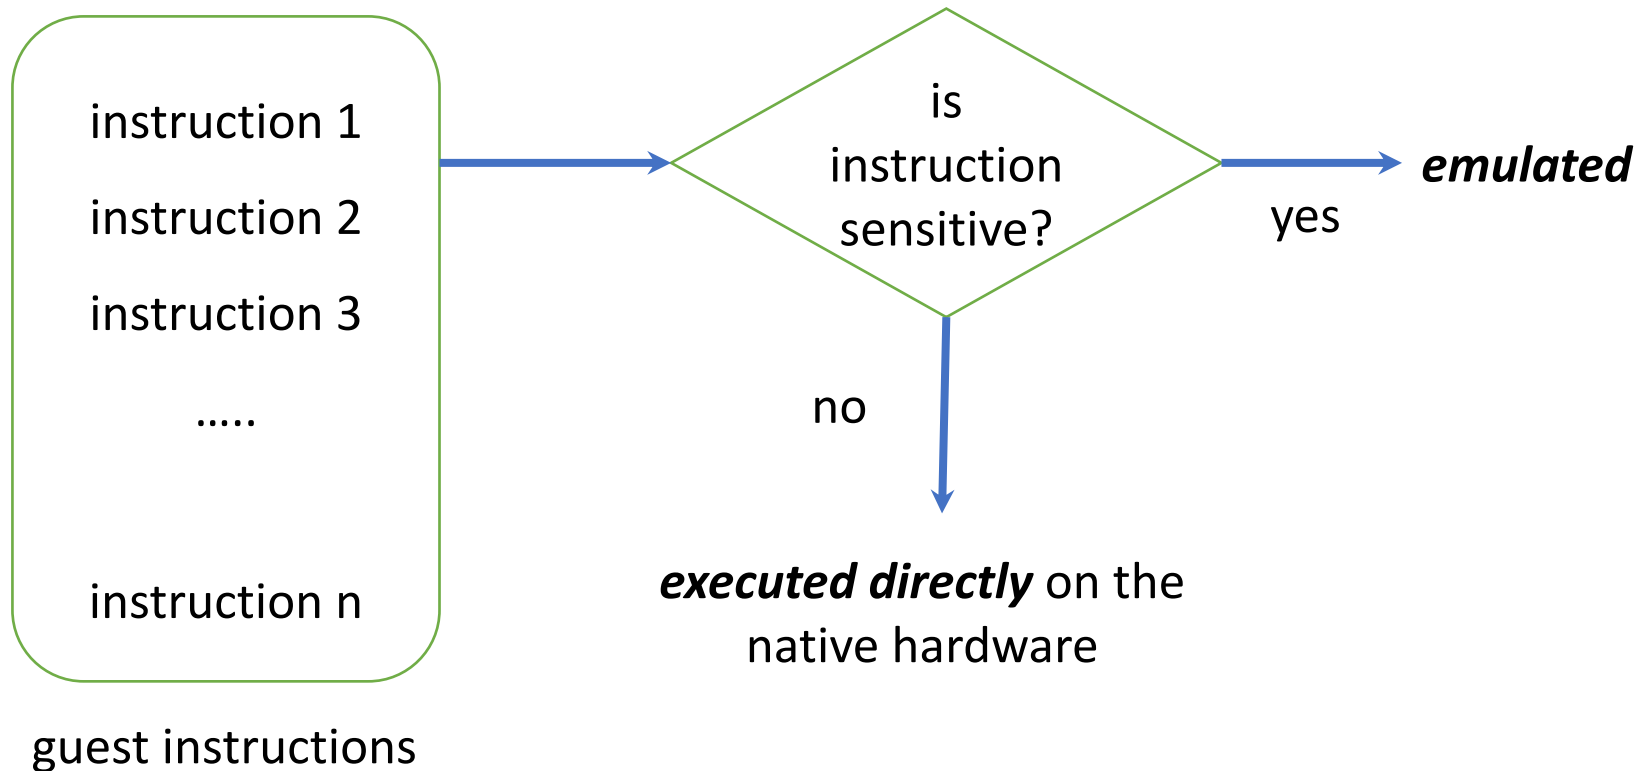 instruction 1
instruction 2
instruction 3
.....
instruction n
guest instructions
is
instruction
sensitive?
yes
emulated
no
executed directly on the
native hardware